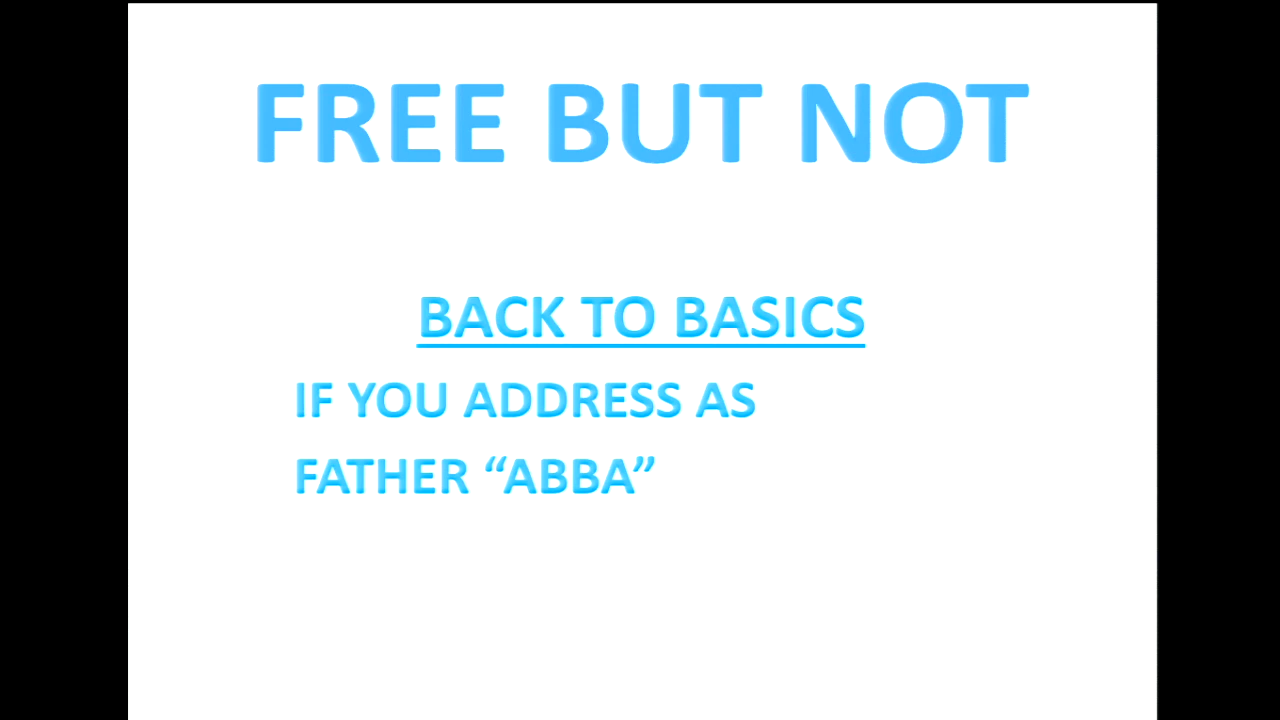 FREE BUT NOT
BACK TO BASICS
IF YOU ADDRESS AS
FATHER “ABBA”